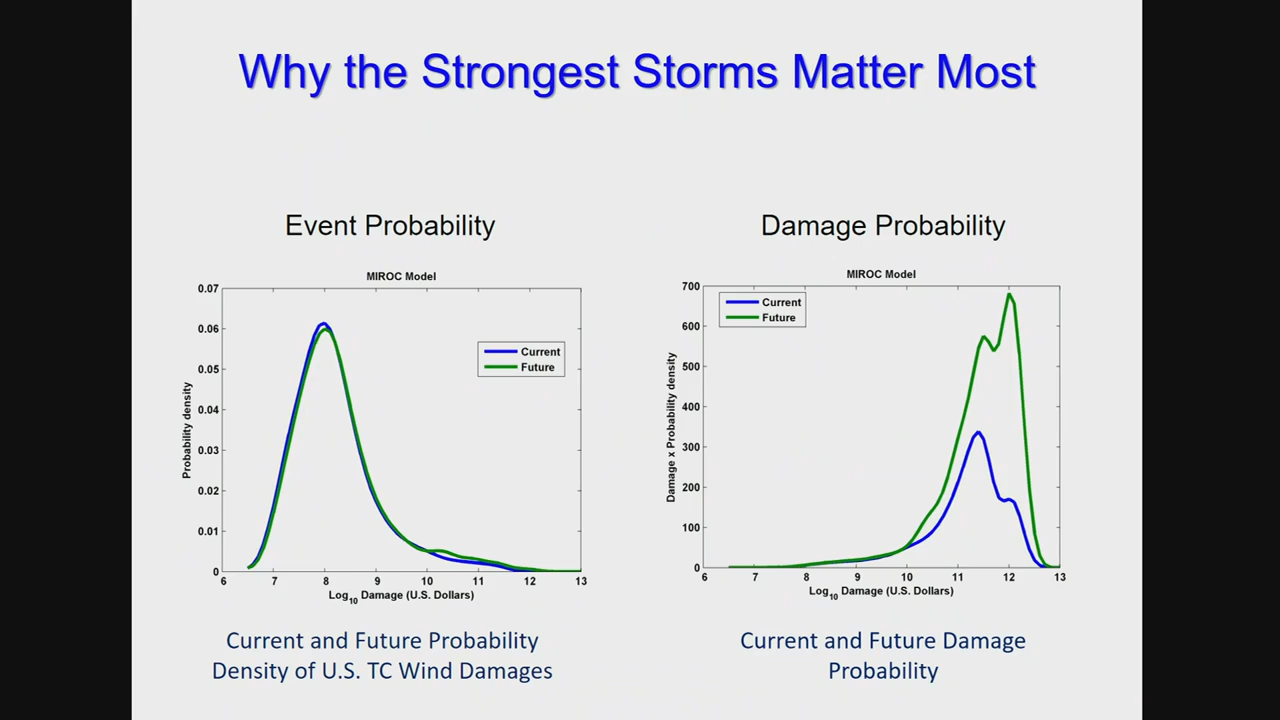 Why the Strongest Storms Matter Most
Event Probability
MIROC Model
Probability density
0.07
0.06
0.05
0.04
0.03
0.02
0.01
0
Current
Future
6 7 8 9 10 11 12 13
Log10 Damage (U.S. Dollars)
Current and Future Probability
Density of U.S. TC Wind Damages
Damage Probability
MIROC Model
Damage x Probability density
700
600
500
400
300
200
100
0
Current
Future
6 7 8 9 10 11 12 13
Log10 Damage (U.S. Dollars)
Current and Future Damage
Probability